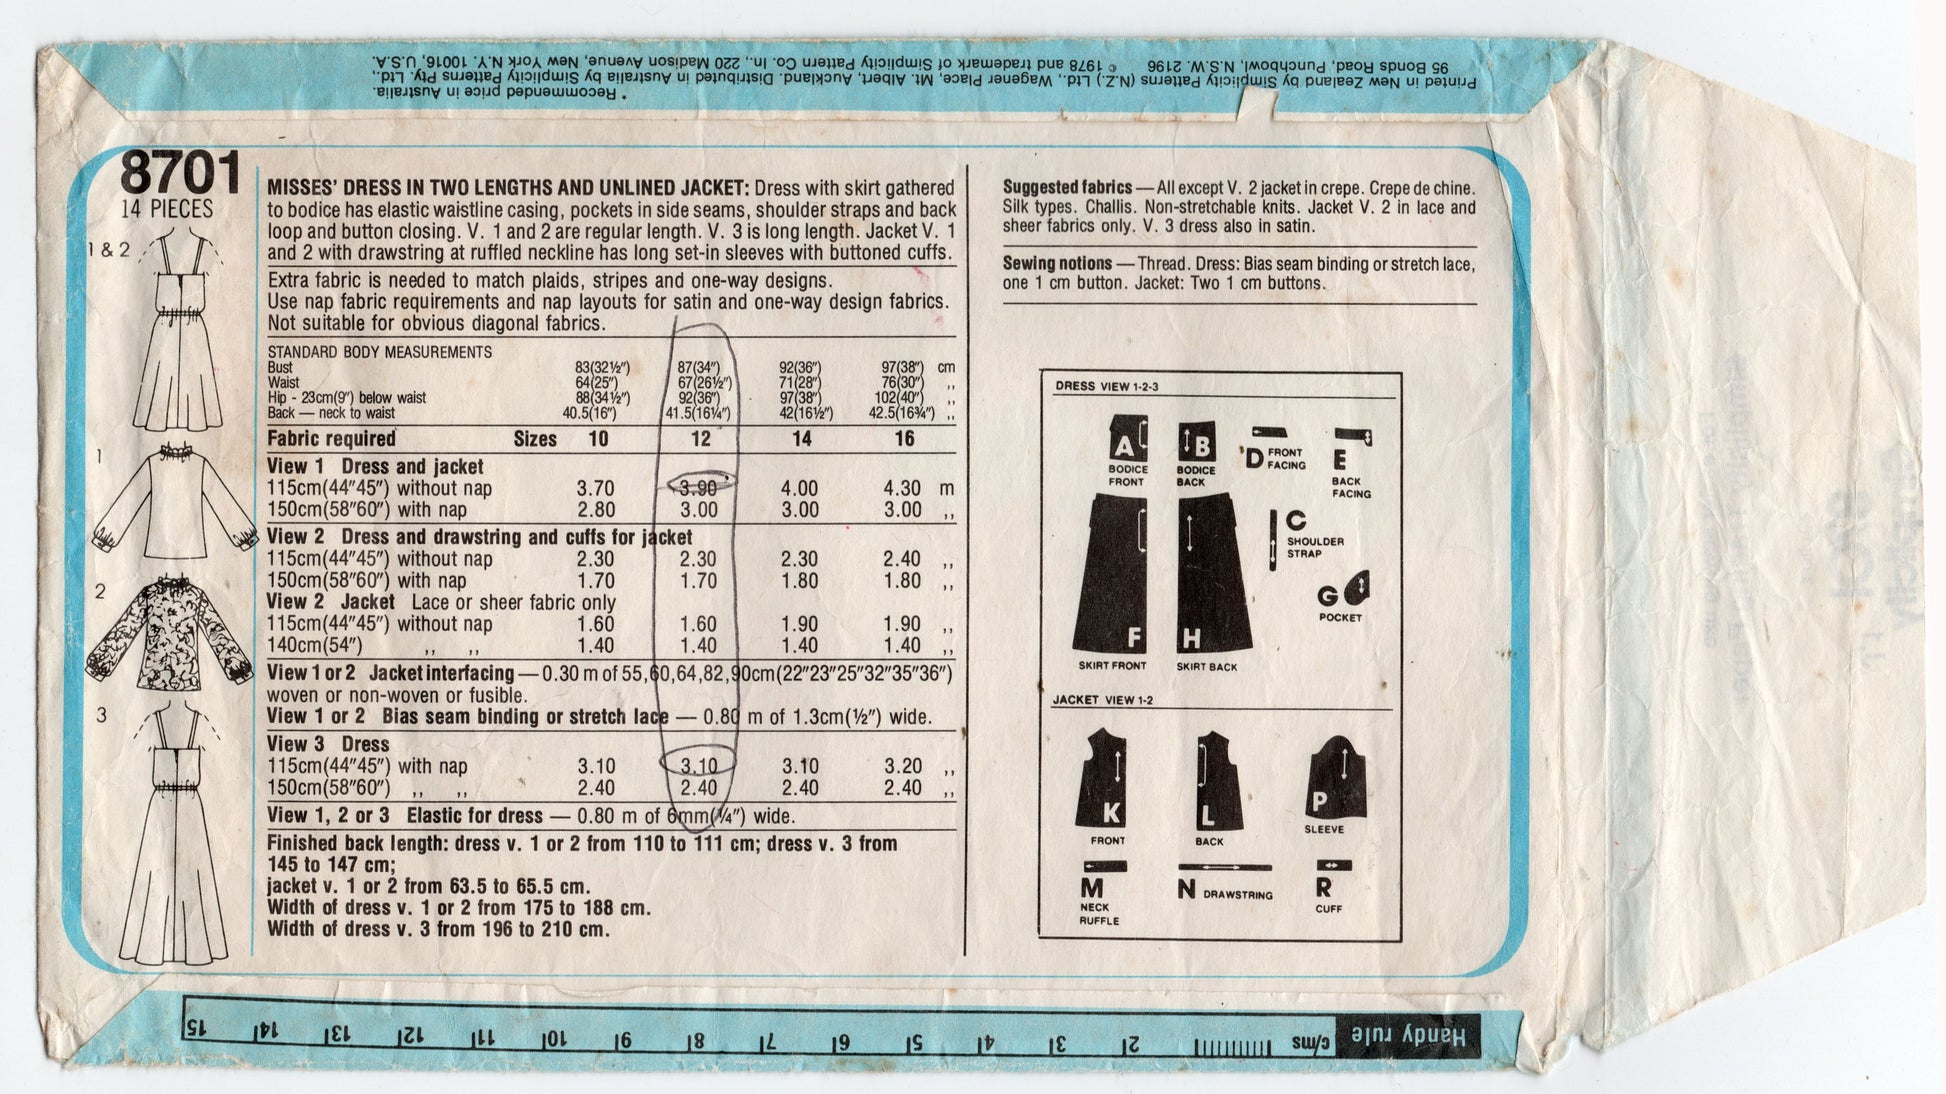 Printed in New Zealand by Simplicity Patterns (N.Z.) Ltd., Wagener Place, Mt. Albert, Auckland. Distributed in Australia by Simplicity Patterns Pty. Ltd.,
95 Bonds Road, Punchbowl, N.S.W. 2196 © 1978 and trademark of Simplicity Pattern Co. In., 220 Madison Avenue, New York N.Y. 10016, U.S.A.
* Recommended price in Australia.
8701
14 PIECES
1 & 2
1
2
3
MISSES' DRESS IN TWO LENGTHS AND UNLINED JACKET: Dress with skirt gathered
to bodice has elastic waistline casing, pockets in side seams, shoulder straps and back
loop and button closing. V. 1 and 2 are regular length. V. 3 is long length. Jacket V. 1
and 2 with drawstring at ruffled neckline has long set-in sleeves with buttoned cuffs.
Extra fabric is needed to match plaids, stripes and one-way designs.
Use nap fabric requirements and nap layouts for satin and one-way design fabrics.
Not suitable for obvious diagonal fabrics.
STANDARD BODY MEASUREMENTS
Bust 83(32½") 87(34") 92(36") 97(38") cm
Waist 64(25") 67(26½") 71(28") 76(30") ,,
Hip - 23cm(9") below waist 88(34½") 92(36") 97(38") 102(40") ,,
Back — neck to waist 40.5(16") 41.5(16¼") 42(16½") 42.5(16¾") ,,
Fabric required Sizes 10 12 14 16
View 1 Dress and jacket
115cm(44"45") without nap 3.70 3.90 4.00 4.30 m
150cm(58"60") with nap 2.80 3.00 3.00 3.00 ,,
View 2 Dress and drawstring and cuffs for jacket
115cm(44"45") without nap 2.30 2.30 2.30 2.40 ,,
150cm(58"60") with nap 1.70 1.70 1.80 1.80 ,,
View 2 Jacket Lace or sheer fabric only
115cm(44"45") without nap 1.60 1.60 1.90 1.90 ,,
140cm(54") ,, ,, 1.40 1.40 1.40 1.40 ,,
View 1 or 2 Jacket interfacing — 0.30 m of 55,60,64,82,90cm(22"23"25"32"35"36")
woven or non-woven or fusible.
View 1 or 2 Bias seam binding or stretch lace — 0.80 m of 1.3cm(½") wide.
View 3 Dress
115cm(44"45") with nap 3.10 3.10 3.10 3.20 ,,
150cm(58"60") ,, ,, 2.40 2.40 2.40 2.40 ,,
View 1, 2 or 3 Elastic for dress — 0.80 m of 6mm(¼") wide.
Finished back length: dress v. 1 or 2 from 110 to 111 cm; dress v. 3 from
145 to 147 cm;
jacket v. 1 or 2 from 63.5 to 65.5 cm.
Width of dress v. 1 or 2 from 175 to 188 cm.
Width of dress v. 3 from 196 to 210 cm.
Suggested fabrics — All except V. 2 jacket in crepe. Crepe de chine.
Silk types. Challis. Non-stretchable knits. Jacket V. 2 in lace and
sheer fabrics only. V. 3 dress also in satin.
Sewing notions — Thread. Dress: Bias seam binding or stretch lace,
one 1 cm button. Jacket: Two 1 cm buttons.
DRESS VIEW 1-2-3
A
BODICE
FRONT
B
BODICE
BACK
D FRONT
FACING
E
BACK
FACING
C
SHOULDER
STRAP
G
POCKET
F
SKIRT FRONT
H
SKIRT BACK
JACKET VIEW 1-2
K
FRONT
L
BACK
P
SLEEVE
M
NECK
RUFFLE
N DRAWSTRING
R
CUFF
Handy rule
c/ms 2 3 4 5 6 7 8 9 10 11 12 13 14 15